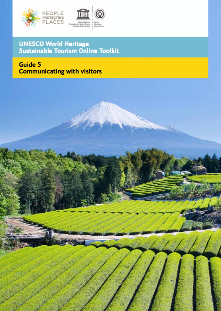 PEOPLE
PROTECTING
PLACES
UNESCO World Heritage
Sustainable Tourism Online Toolkit
Guide 5
Communicating with visitors